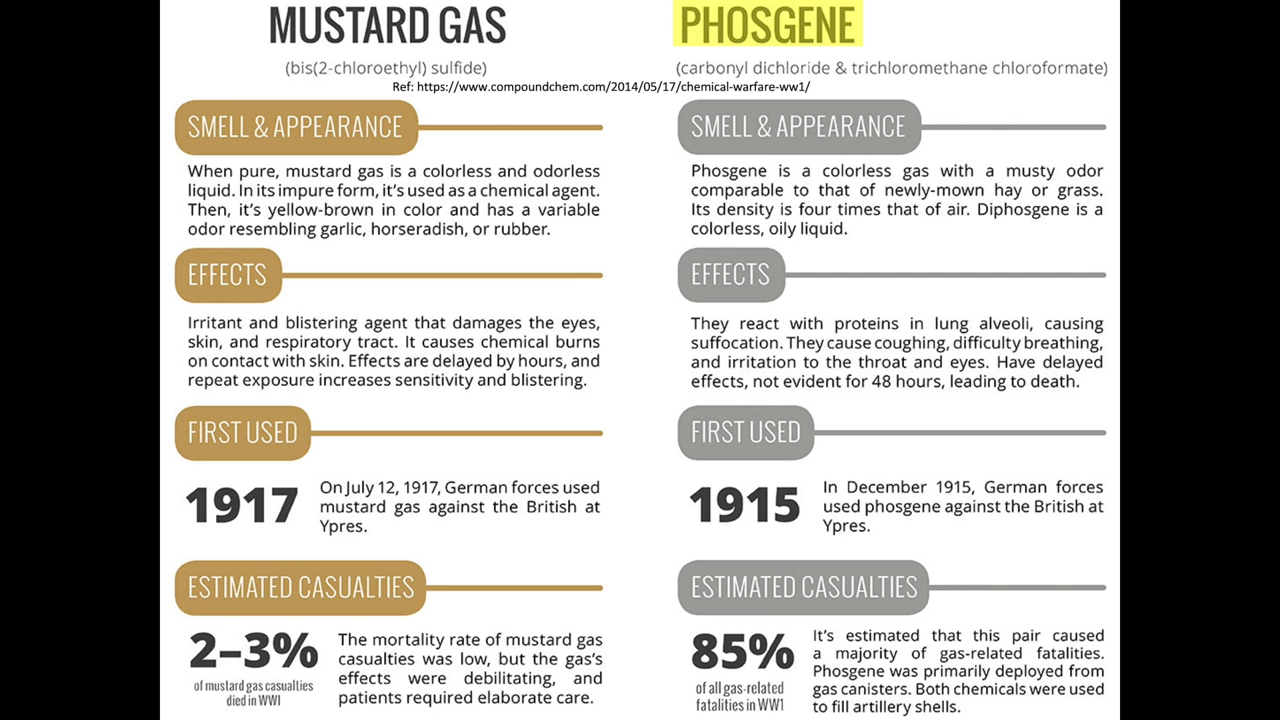 MUSTARD GAS
(bis(2-chloroethyl) sulfide)
PHOSGENE
(carbonyl dichloride & trichloromethane chloroformate)
Ref: https://www.compoundchem.com/2014/05/17/chemical-warfare-ww1/
SMELL & APPEARANCE
When pure, mustard gas is a colorless and odorless
liquid. In its impure form, it's used as a chemical agent.
Then, it's yellow-brown in color and has a variable
odor resembling garlic, horseradish, or rubber.
EFFECTS
Irritant and blistering agent that damages the eyes,
skin, and respiratory tract. It causes chemical burns
on contact with skin. Effects are delayed by hours, and
repeat exposure increases sensitivity and blistering.
FIRST USED
1917
On July 12, 1917, German forces used
mustard gas against the British at
Ypres.
ESTIMATED CASUALTIES
2–3%
of mustard gas casualties
died in WWI
The mortality rate of mustard gas
casualties was low, but the gas's
effects were debilitating, and
patients required elaborate care.
SMELL & APPEARANCE
Phosgene is a colorless gas with a musty odor
comparable to that of newly-mown hay or grass.
Its density is four times that of air. Diphosgene is a
colorless, oily liquid.
EFFECTS
They react with proteins in lung alveoli, causing
suffocation. They cause coughing, difficulty breathing,
and irritation to the throat and eyes. Have delayed
effects, not evident for 48 hours, leading to death.
FIRST USED
1915
In December 1915, German forces
used phosgene against the British at
Ypres.
ESTIMATED CASUALTIES
85%
of all gas-related
fatalities in WW1
It's estimated that this pair caused
a majority of gas-related fatalities.
Phosgene was primarily deployed from
gas canisters. Both chemicals were used
to fill artillery shells.